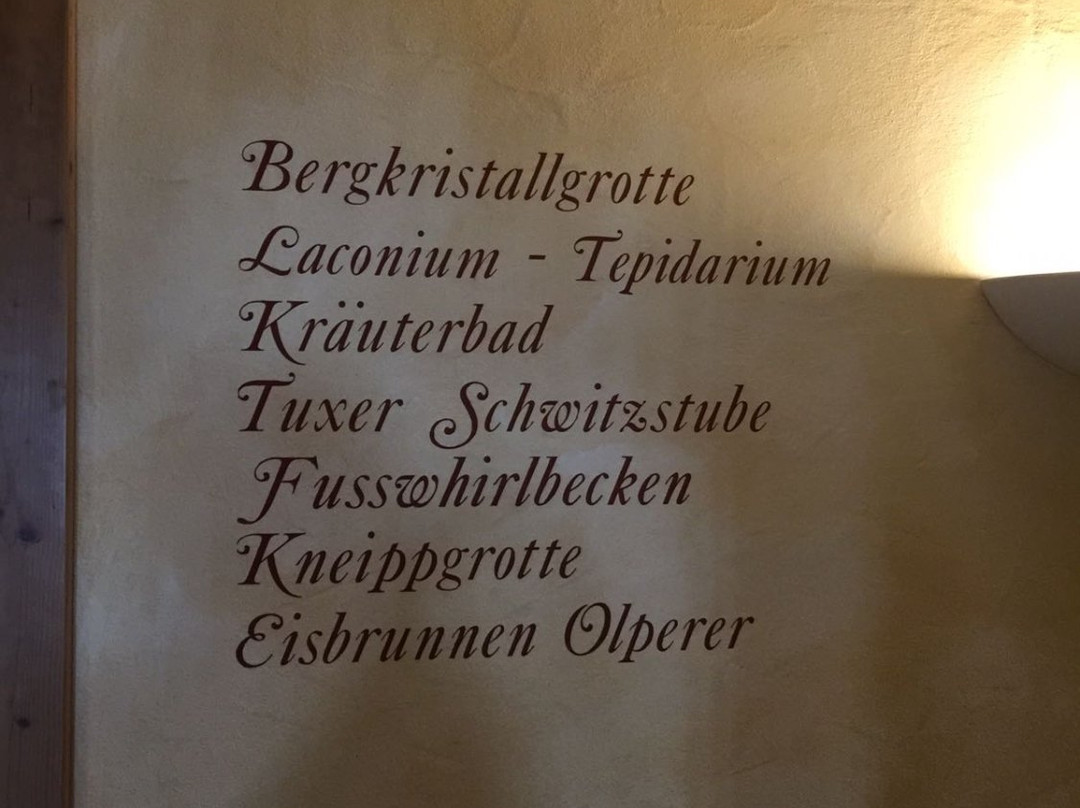 Bergkristallgrotte
Laconium - Tepidarium
Kräuterbad
Tuxer Schwitzstube
Fusswhirlbecken
Kneippgrotte
Eisbrunnen Olperer